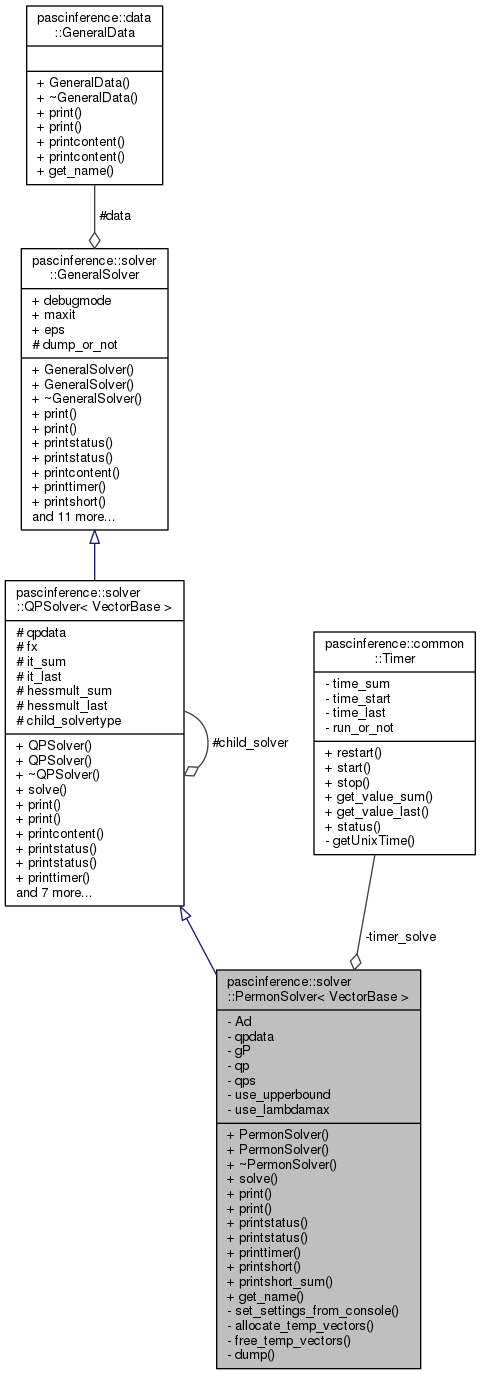 pascinference::data
::GeneralData
+ GeneralData()
+ ~GeneralData()
+ print()
+ print()
+ printcontent()
+ printcontent()
+ get_name()
#data
pascinference::solver
::GeneralSolver
+ debugmode
+ maxit
+ eps
# dump_or_not
+ GeneralSolver()
+ GeneralSolver()
+ ~GeneralSolver()
+ print()
+ print()
+ printstatus()
+ printstatus()
+ printcontent()
+ printtimer()
+ printshort()
and 11 more...
pascinference::solver
::QPSolver< VectorBase >
# qpdata
# fx
# it_sum
# it_last
# hessmult_sum
# hessmult_last
# child_solvertype
+ QPSolver()
+ QPSolver()
+ ~QPSolver()
+ solve()
+ print()
+ print()
+ printcontent()
+ printstatus()
+ printstatus()
+ printtimer()
and 7 more...
#child_solver
pascinference::common
::Timer
- time_sum
- time_start
- time_last
- run_or_not
+ restart()
+ start()
+ stop()
+ get_value_sum()
+ get_value_last()
+ status()
- getUnixTime()
-timer_solve
pascinference::solver
::PermonSolver< VectorBase >
- Ad
- qpdata
- gP
- qp
- qps
- use_upperbound
- use_lambdamax
+ PermonSolver()
+ PermonSolver()
+ ~PermonSolver()
+ solve()
+ print()
+ print()
+ printstatus()
+ printstatus()
+ printtimer()
+ printshort()
+ printshort_sum()
+ get_name()
- set_settings_from_console()
- allocate_temp_vectors()
- free_temp_vectors()
- dump()